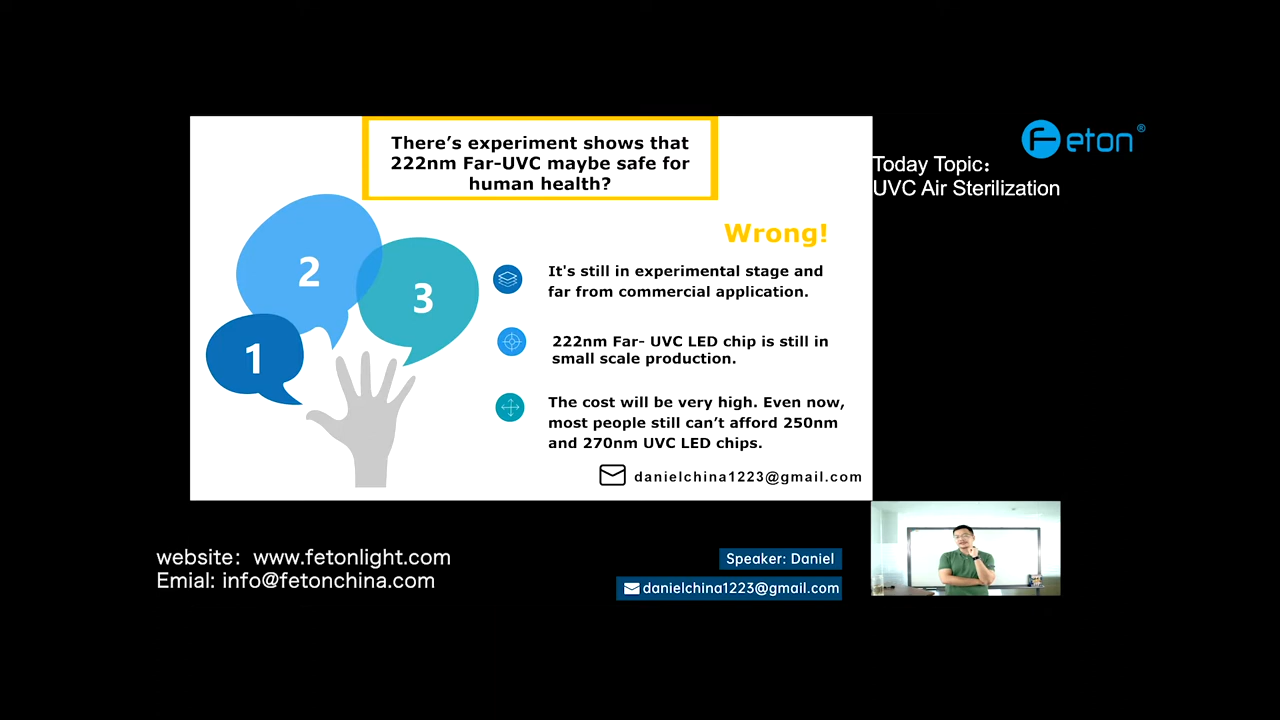 There's experiment shows that
222nm Far-UVC maybe safe for
human health?
Feton®
Today Topic：
UVC Air Sterilization
Wrong!
2
3
1
It's still in experimental stage and
far from commercial application.
222nm Far- UVC LED chip is still in
small scale production.
The cost will be very high. Even now,
most people still can't afford 250nm
and 270nm UVC LED chips.
danielchina1223@gmail.com
website：www.fetonlight.com
Emial: info@fetonchina.com
Speaker: Daniel
danielchina1223@gmail.com